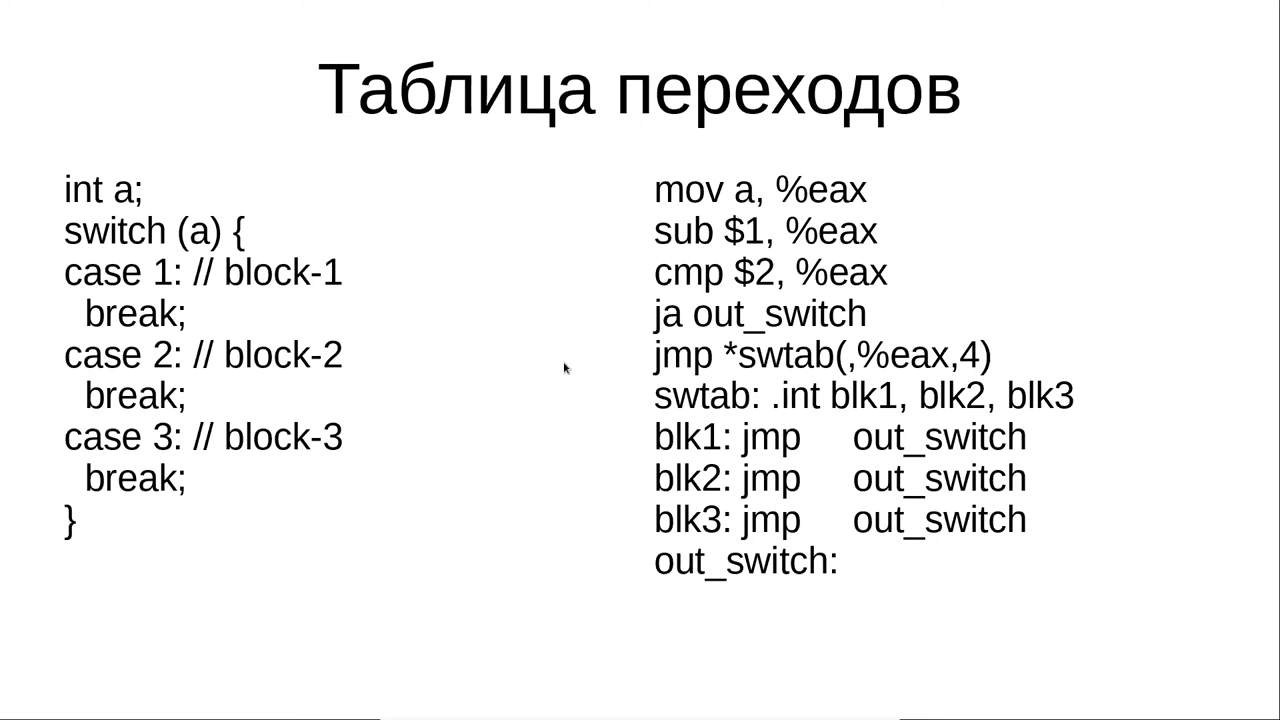 Таблица переходов
int a;
switch (a) {
case 1: // block-1
break;
case 2: // block-2
break;
case 3: // block-3
break;
}
mov a, %eax
sub $1, %eax
cmp $2, %eax
ja out_switch
jmp *swtab(,%eax,4)
swtab: .int blk1, blk2, blk3
blk1: jmp out_switch
blk2: jmp out_switch
blk3: jmp out_switch
out_switch: